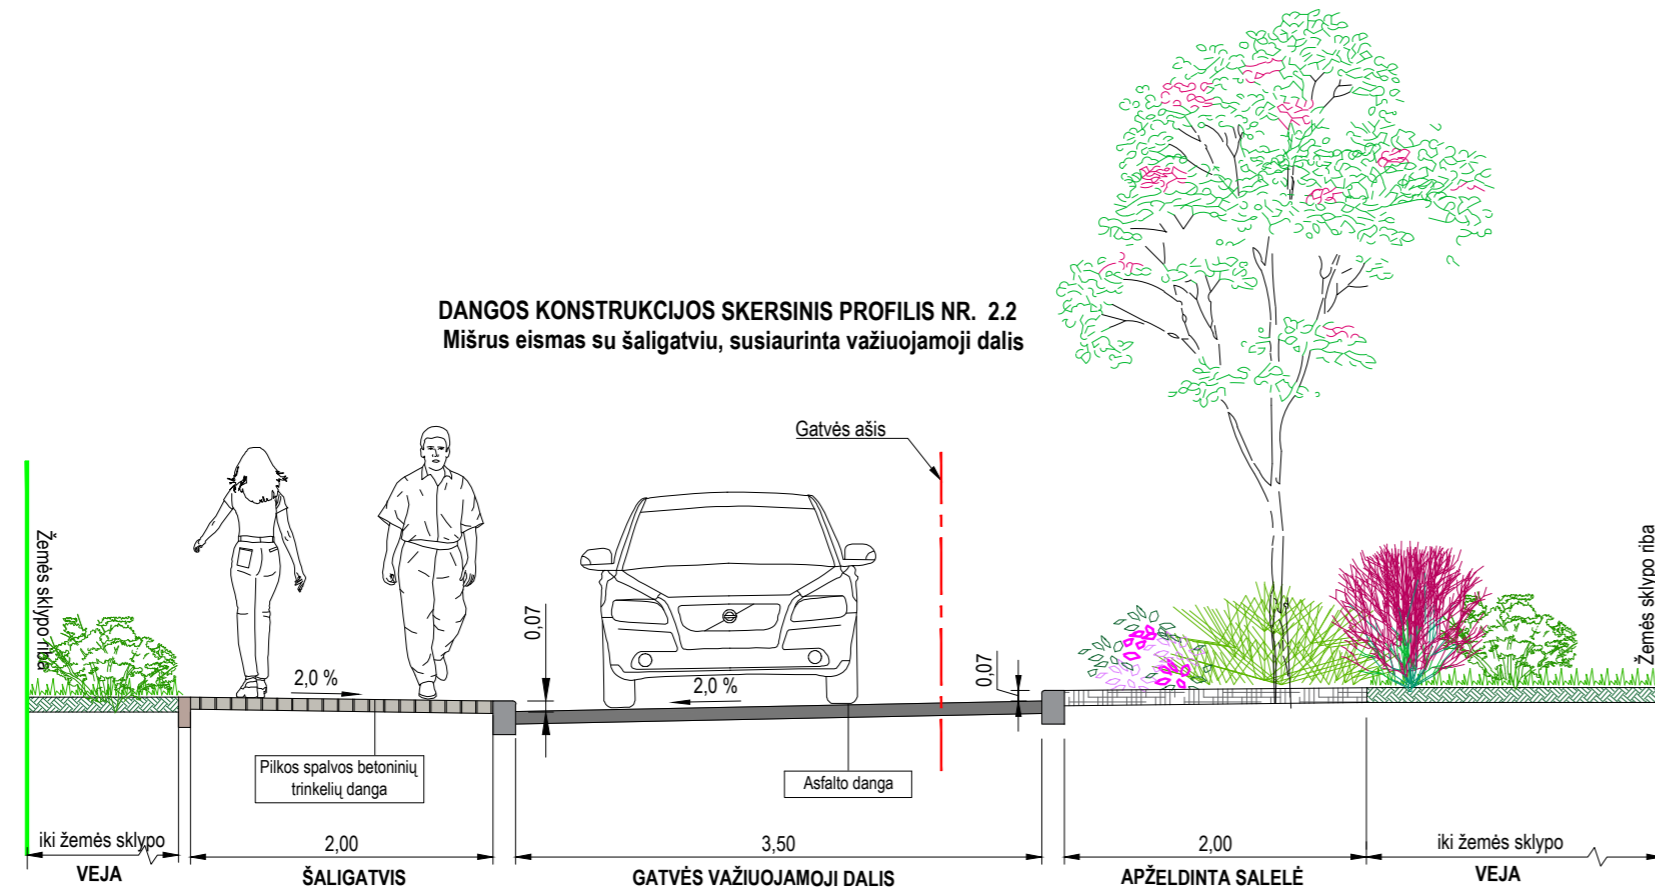 DANGOS KONSTRUKCIJOS SKERSINIS PROFILIS NR. 2.2
Mišrus eismas su šaligatviu, susiaurinta važiuojamoji dalis
Gatvės ašis
Žemės sklypo riba
Žemės sklypo riba
0,07
0,07
2,0 %
2,0 %
Pilkos spalvos betoninių
trinkelių danga
Asfalto danga
iki žemės sklypo
2,00
3,50
2,00
iki žemės sklypo
VEJA
ŠALIGATVIS
GATVĖS VAŽIUOJAMOJI DALIS
APŽELDINTA SALELĖ
VEJA